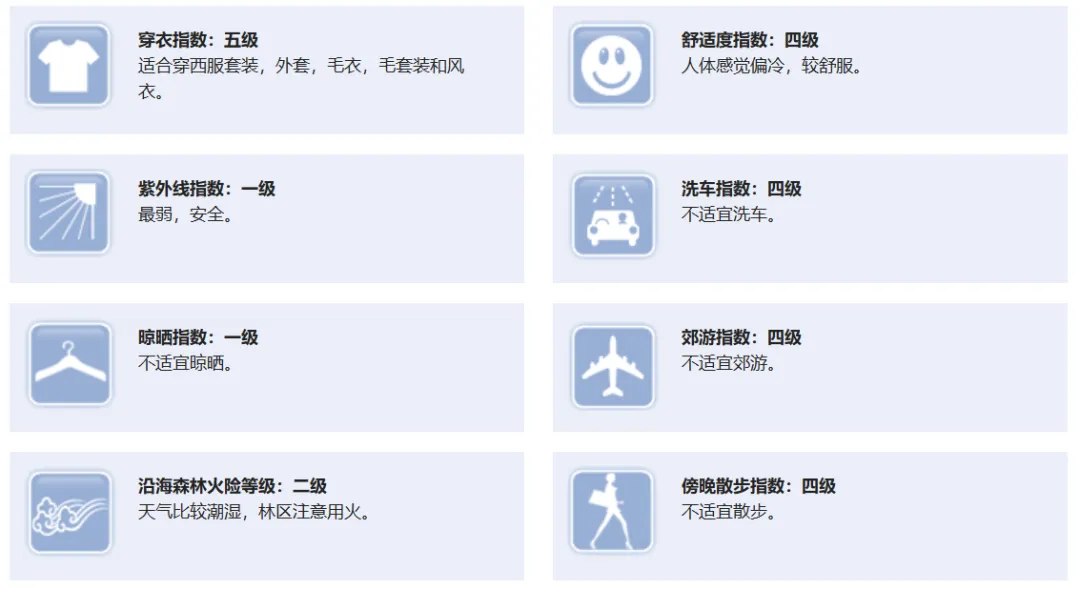 穿衣指数：五级
适合穿西服套装，外套，毛衣，毛套装和风
衣。
舒适度指数：四级
人体感觉偏冷，较舒服。
紫外线指数：一级
最弱，安全。
洗车指数：四级
不适宜洗车。
晾晒指数：一级
不适宜晾晒。
郊游指数：四级
不适宜郊游。
沿海森林火险等级：二级
天气比较潮湿，林区注意用火。
傍晚散步指数：四级
不适宜散步。